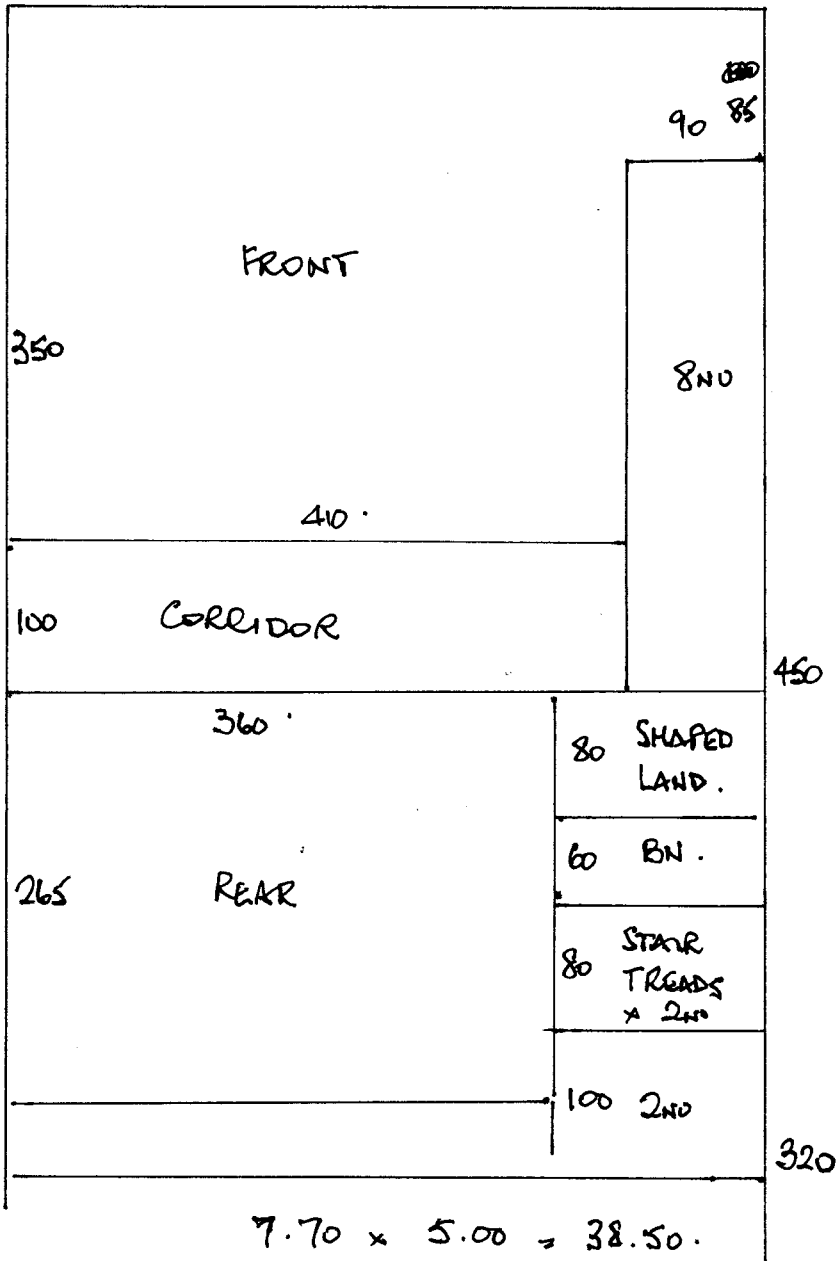 90 85
FRONT
350
8NO
410
100 CORRIDOR
450
360
80 SHAPED
LAND.
60 BN.
265 REAR
80 STAIR
TREADS
x 2NO
100 2NO
320
7.70 x 5.00 = 38.50.